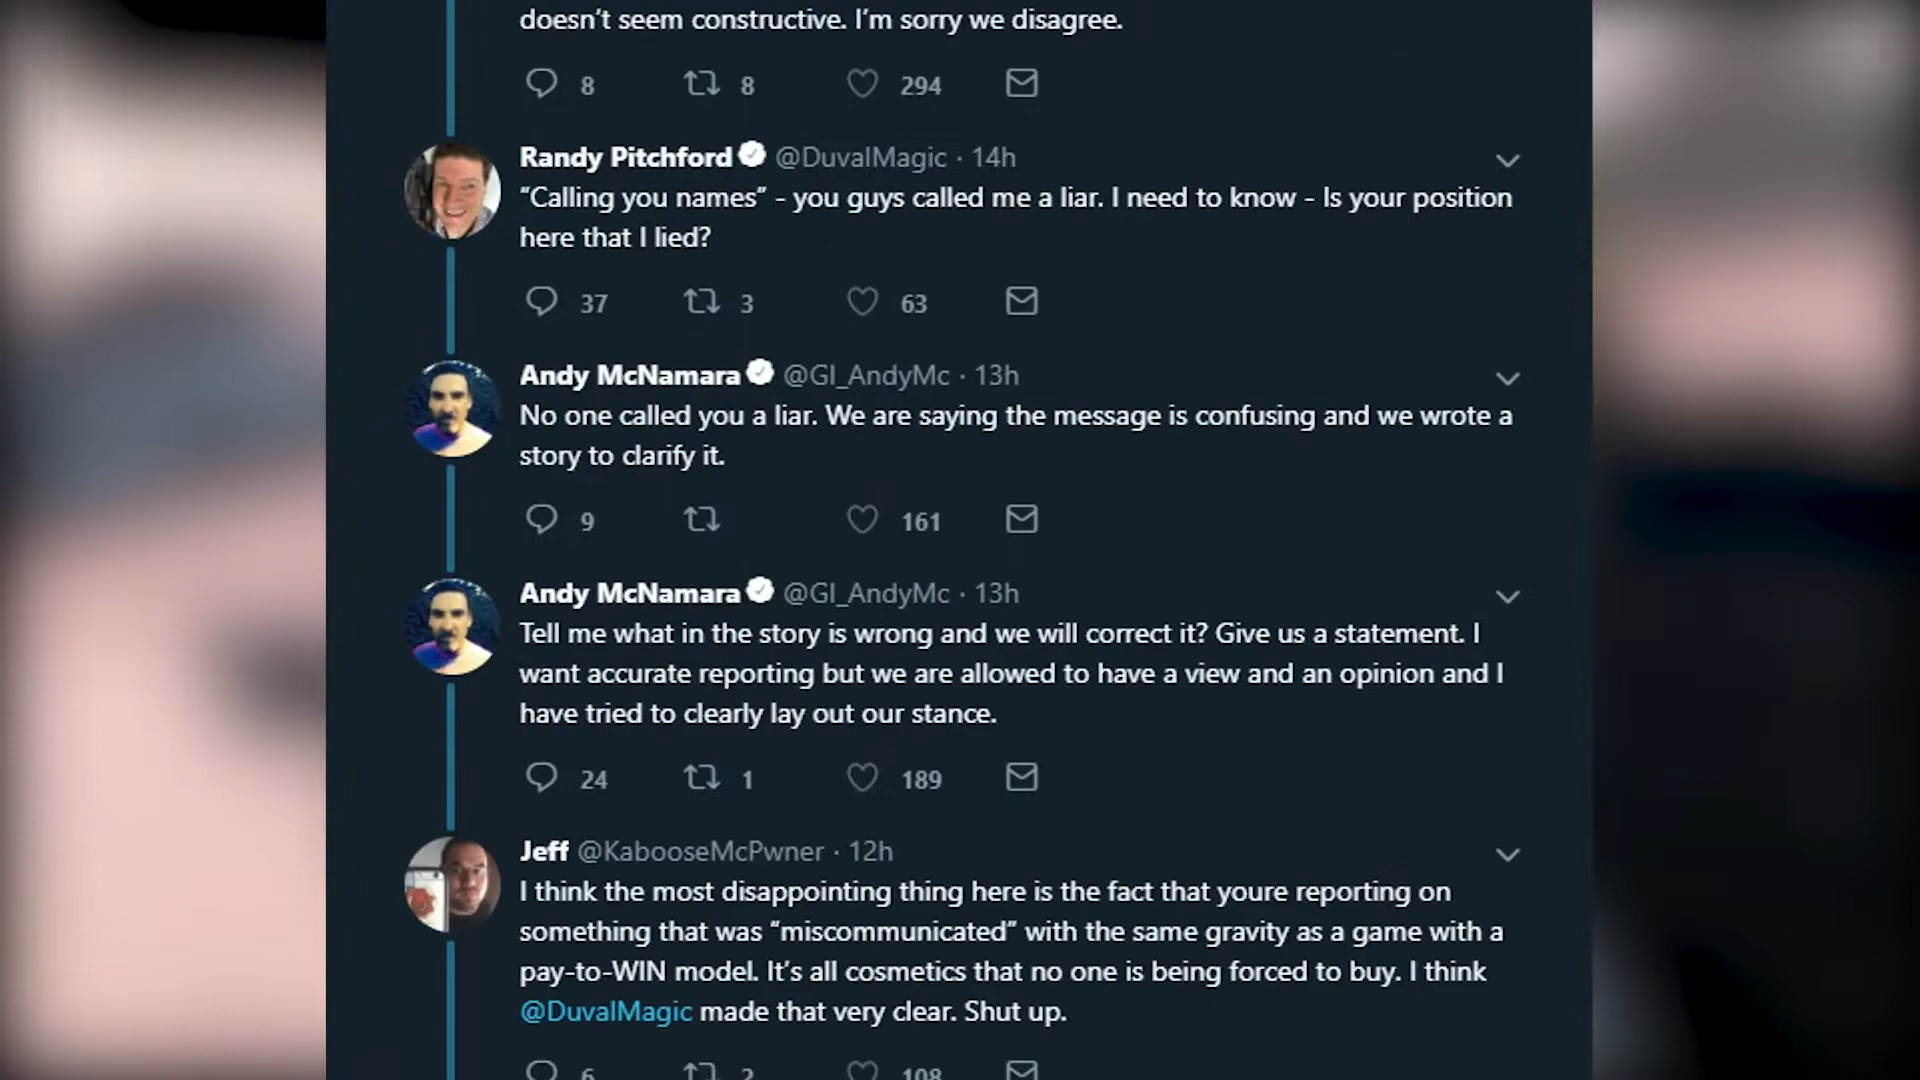 doesn’t seem constructive. I’m sorry we disagree.
8 8 294
Randy Pitchford @DuvalMagic · 14h
“Calling you names” - you guys called me a liar. I need to know - Is your position
here that I lied?
37 3 63
Andy McNamara @GI_AndyMc · 13h
No one called you a liar. We are saying the message is confusing and we wrote a
story to clarify it.
9 161
Andy McNamara @GI_AndyMc · 13h
Tell me what in the story is wrong and we will correct it? Give us a statement. I
want accurate reporting but we are allowed to have a view and an opinion and I
have tried to clearly lay out our stance.
24 1 189
Jeff @KabooseMcPwner · 12h
I think the most disappointing thing here is the fact that youre reporting on
something that was “miscommunicated” with the same gravity as a game with a
pay-to-WIN model. It’s all cosmetics that no one is being forced to buy. I think
@DuvalMagic made that very clear. Shut up.
6 2 108